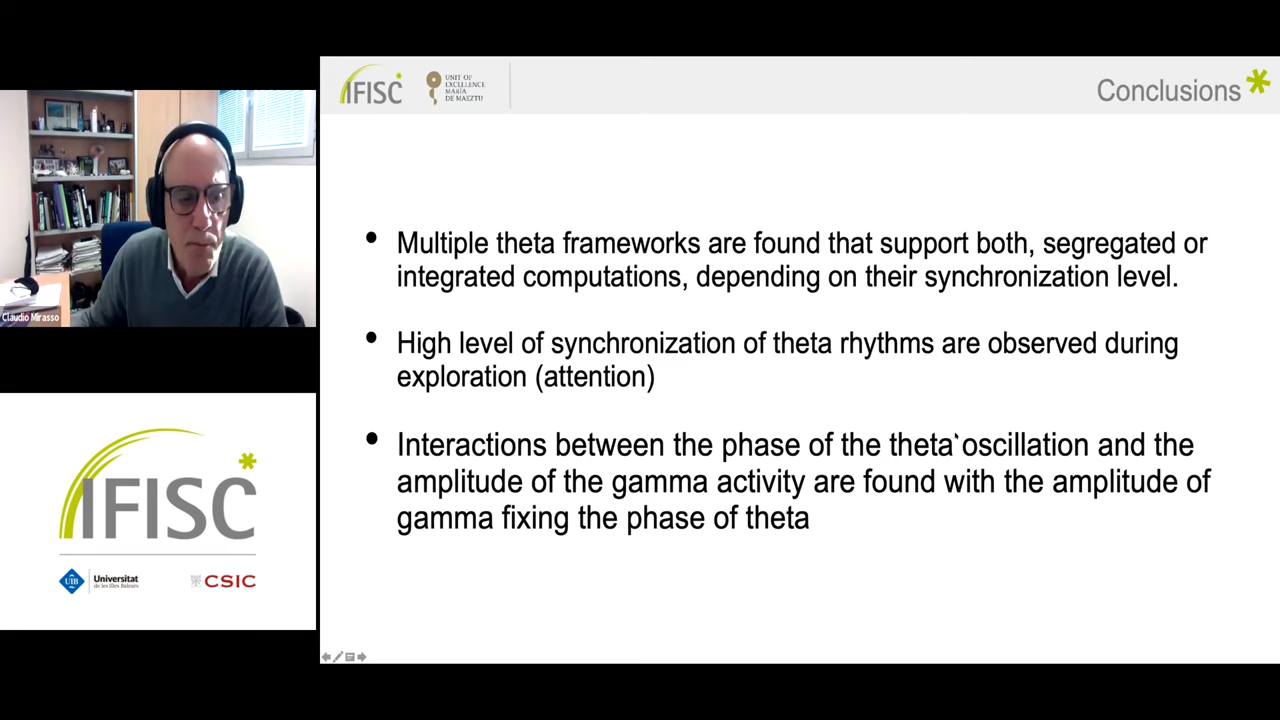 IFISC
UNIT OF
EXCELLENCE
MARÍA
DE MAEZTU
Conclusions
Claudio Mirasso
• Multiple theta frameworks are found that support both, segregated or
integrated computations, depending on their synchronization level.
• High level of synchronization of theta rhythms are observed during
exploration (attention)
• Interactions between the phase of the theta oscillation and the
amplitude of the gamma activity are found with the amplitude of
gamma fixing the phase of theta
IFISC
UIB
Universitat
de les Illes Balears
CSIC